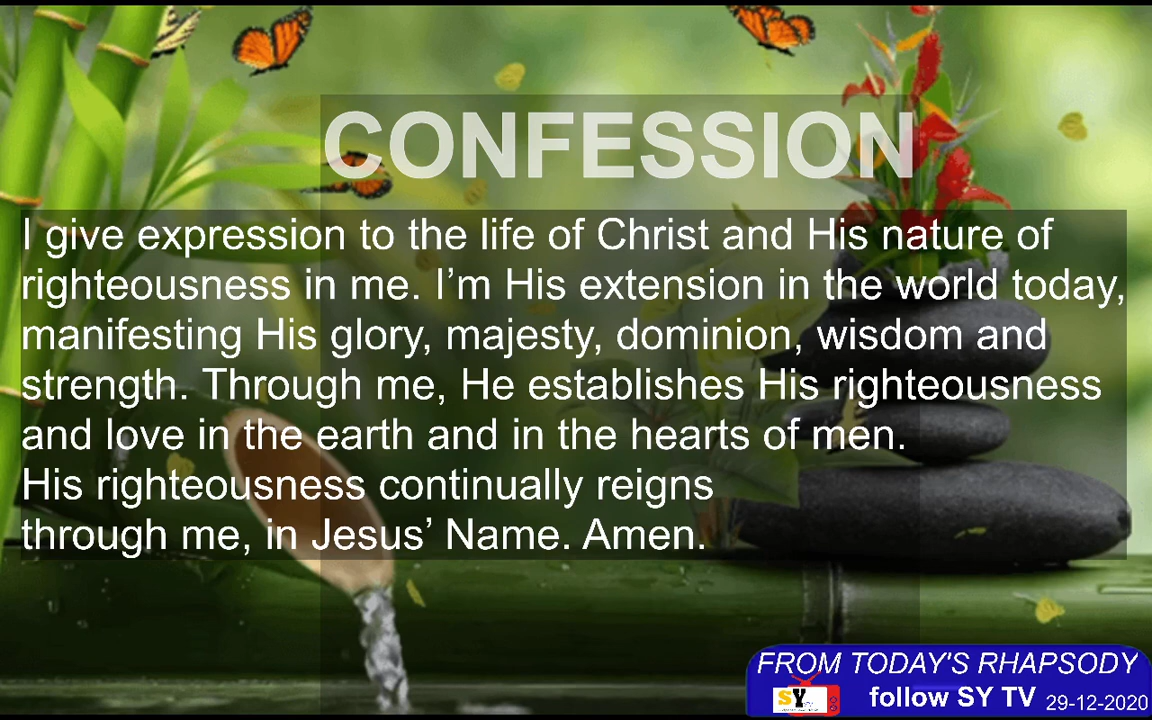 CONFESSION
I give expression to the life of Christ and His nature of
righteousness in me. I’m His extension in the world today,
manifesting His glory, majesty, dominion, wisdom and
strength. Through me, He establishes His righteousness
and love in the earth and in the hearts of men.
His righteousness continually reigns
through me, in Jesus’ Name. Amen.
FROM TODAY'S RHAPSODY
SY
follow SY TV 29-12-2020